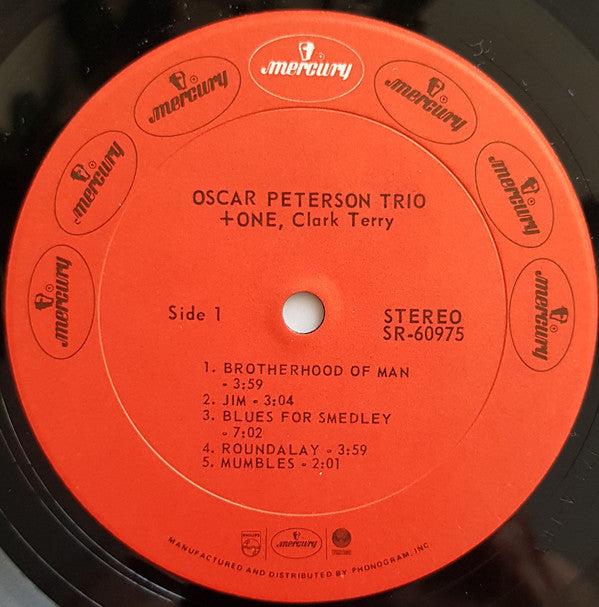 mercury
mercury
mercury
mercury
mercury
mercury
mercury
OSCAR PETERSON TRIO
+ONE, Clark Terry
Side 1
STEREO
SR-60975
1. BROTHERHOOD OF MAN
- 3:59
2. JIM - 3:04
3. BLUES FOR SMEDLEY
- 7:02
4. ROUNDALAY - 3:59
5. MUMBLES - 2:01
PHILIPS
mercury
MANUFACTURED AND DISTRIBUTED BY PHONOGRAM, INC.